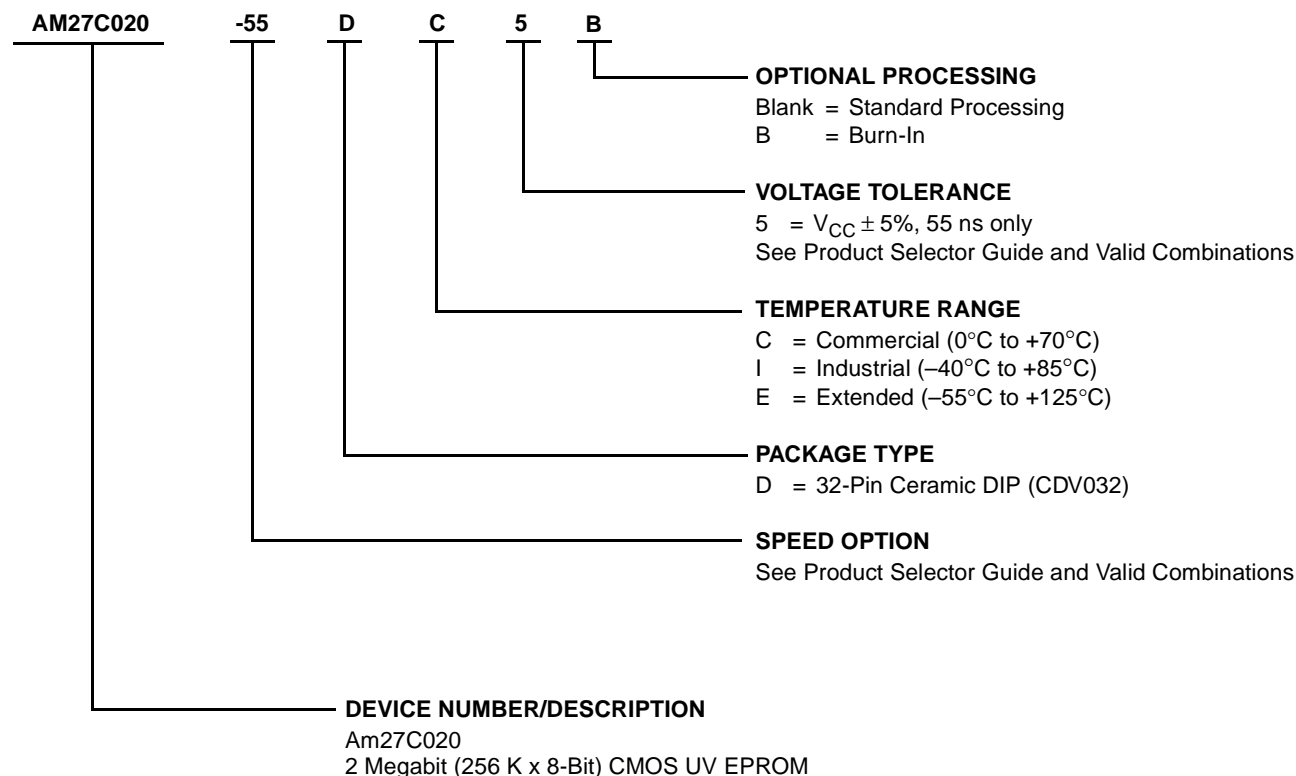 AM27C020 -55 D C 5 B
OPTIONAL PROCESSING
Blank = Standard Processing
B = Burn-In
VOLTAGE TOLERANCE
5 = VCC ± 5%, 55 ns only
See Product Selector Guide and Valid Combinations
TEMPERATURE RANGE
C = Commercial (0°C to +70°C)
I = Industrial (–40°C to +85°C)
E = Extended (–55°C to +125°C)
PACKAGE TYPE
D = 32-Pin Ceramic DIP (CDV032)
SPEED OPTION
See Product Selector Guide and Valid Combinations
DEVICE NUMBER/DESCRIPTION
Am27C020
2 Megabit (256 K x 8-Bit) CMOS UV EPROM